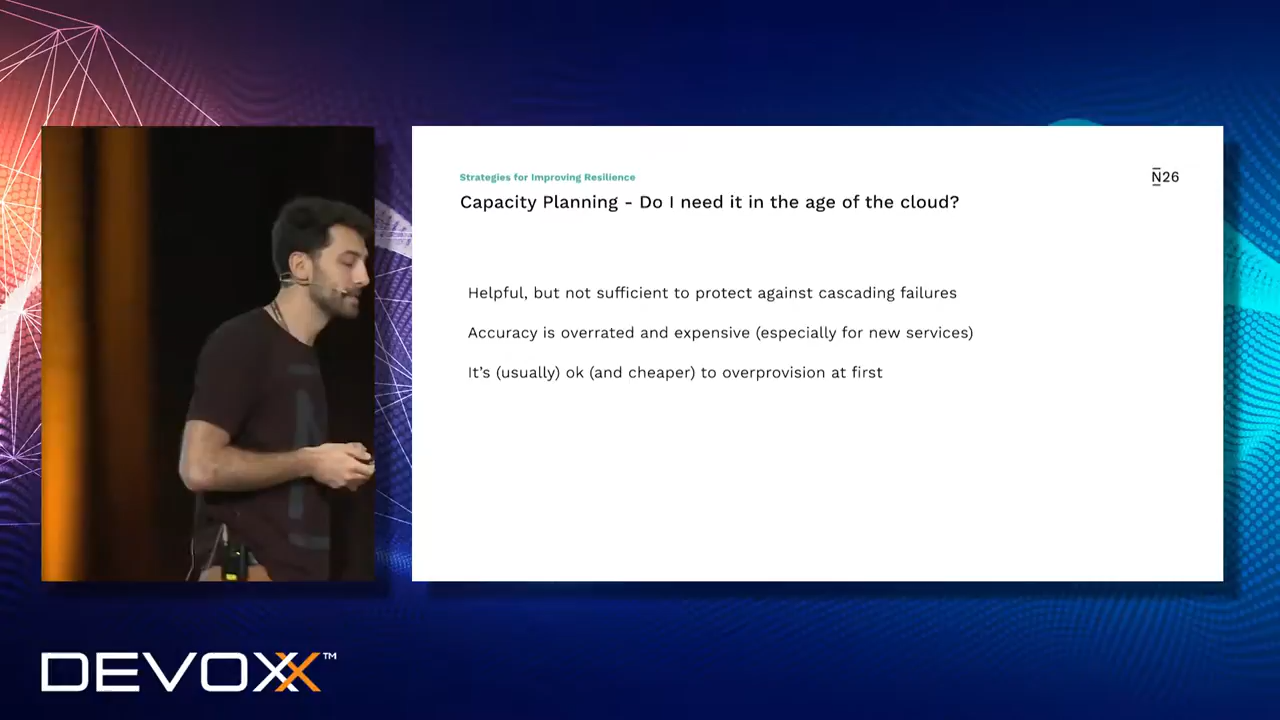 Strategies for Improving Resilience
N26
Capacity Planning - Do I need it in the age of the cloud?
Helpful, but not sufficient to protect against cascading failures
Accuracy is overrated and expensive (especially for new services)
It's (usually) ok (and cheaper) to overprovision at first
DEVOXX™